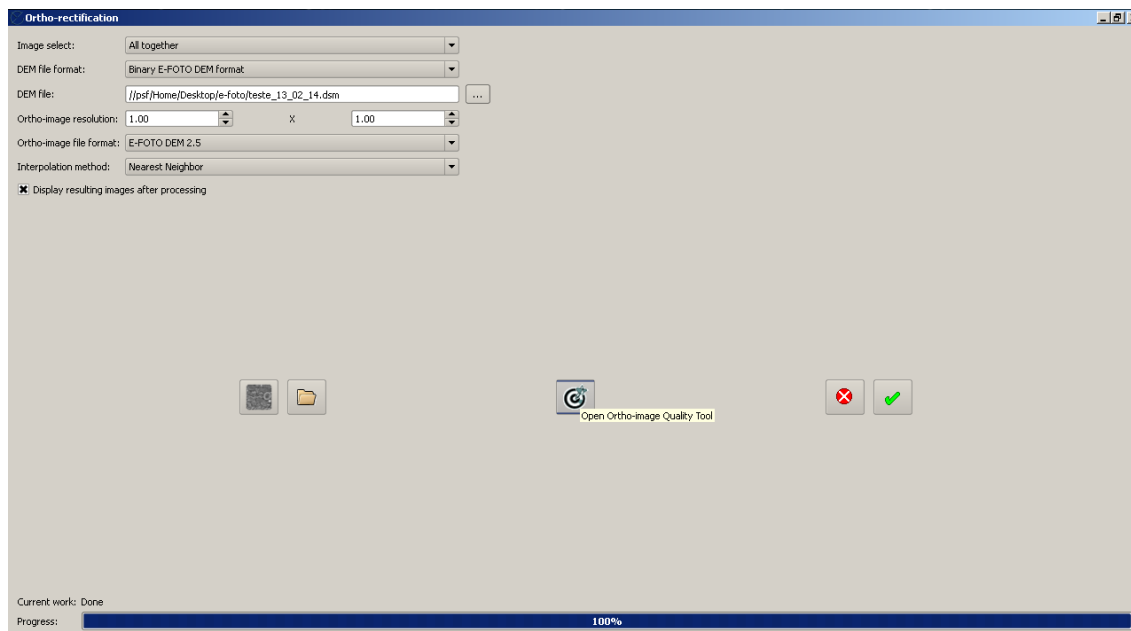 Ortho-rectification
Image select: All together
DEM file format: Binary E-FOTO DEM format
DEM file: //psf/Home/Desktop/e-foto/teste_13_02_14.dsm ...
Ortho-image resolution: 1.00 X 1.00
Ortho-image file format: E-FOTO DEM 2.5
Interpolation method: Nearest Neighbor
Display resulting images after processing
Open Ortho-image Quality Tool
Current work: Done
Progress: 100%